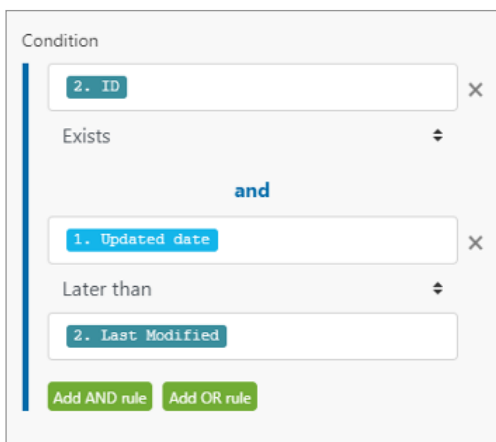 Condition
2. ID
Exists
and
1. Updated date
Later than
2. Last Modified
Add AND rule Add OR rule